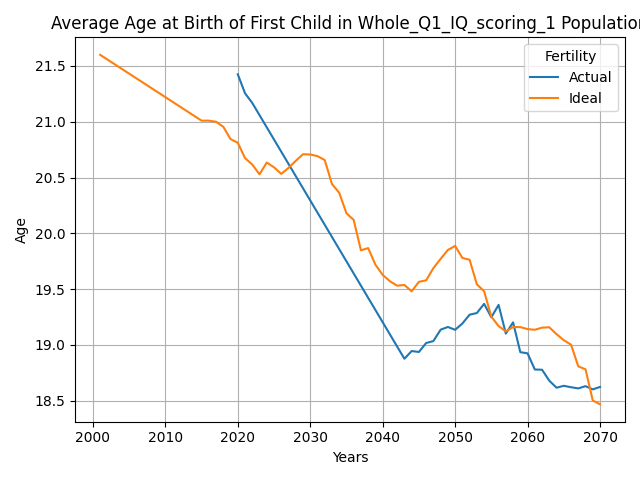 Average Age at Birth of First Child in Whole_Q1_IQ_scoring_1 Population
Fertility
Actual
Ideal
21.5
21.0
20.5
20.0
19.5
19.0
18.5
Age
2000 2010 2020 2030 2040 2050 2060 2070
Years